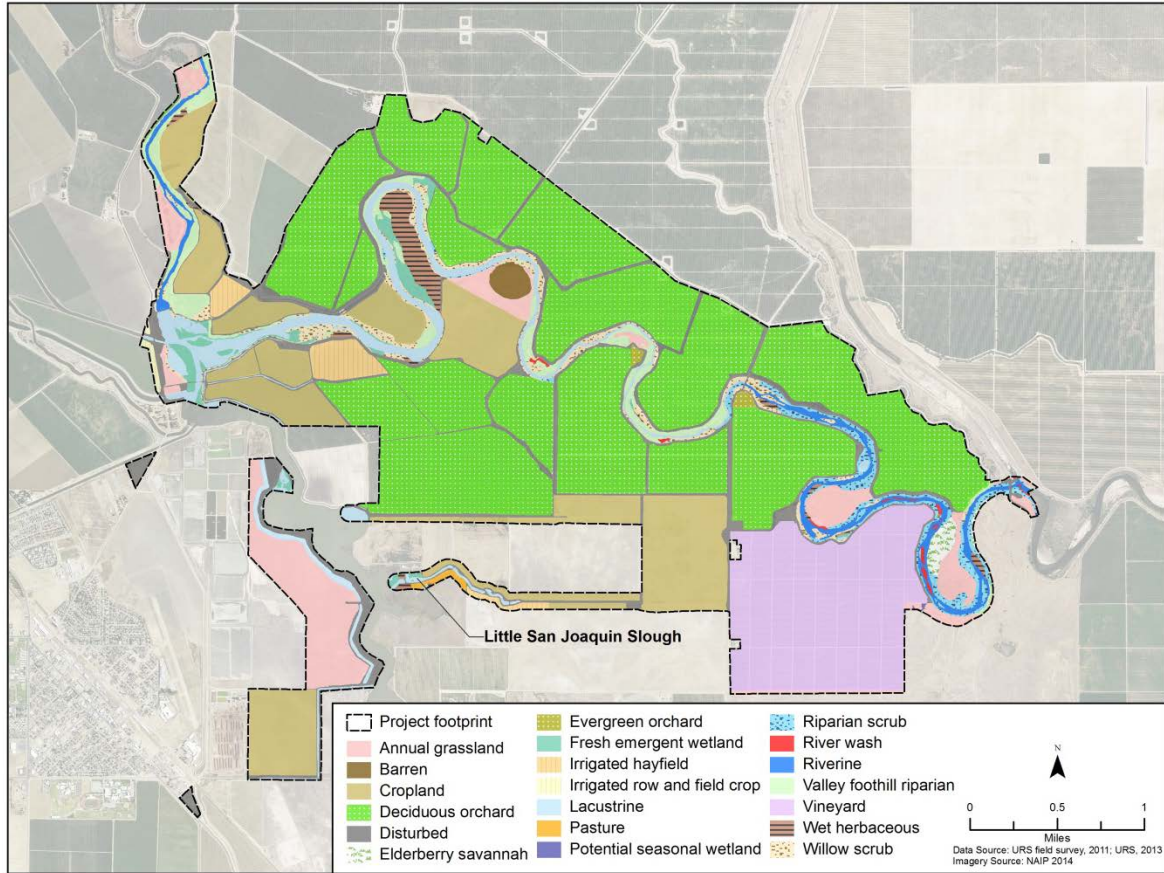 Little San Joaquin Slough
Project footprint
Annual grassland
Barren
Cropland
Deciduous orchard
Disturbed
Elderberry savannah
Evergreen orchard
Fresh emergent wetland
Irrigated hayfield
Irrigated row and field crop
Lacustrine
Pasture
Potential seasonal wetland
Riparian scrub
River wash
Riverine
Valley foothill riparian
Vineyard
Wet herbaceous
Willow scrub
N
0 0.5 1
Miles
Data Source: URS field survey, 2011; URS, 2013
Imagery Source: NAIP 2014